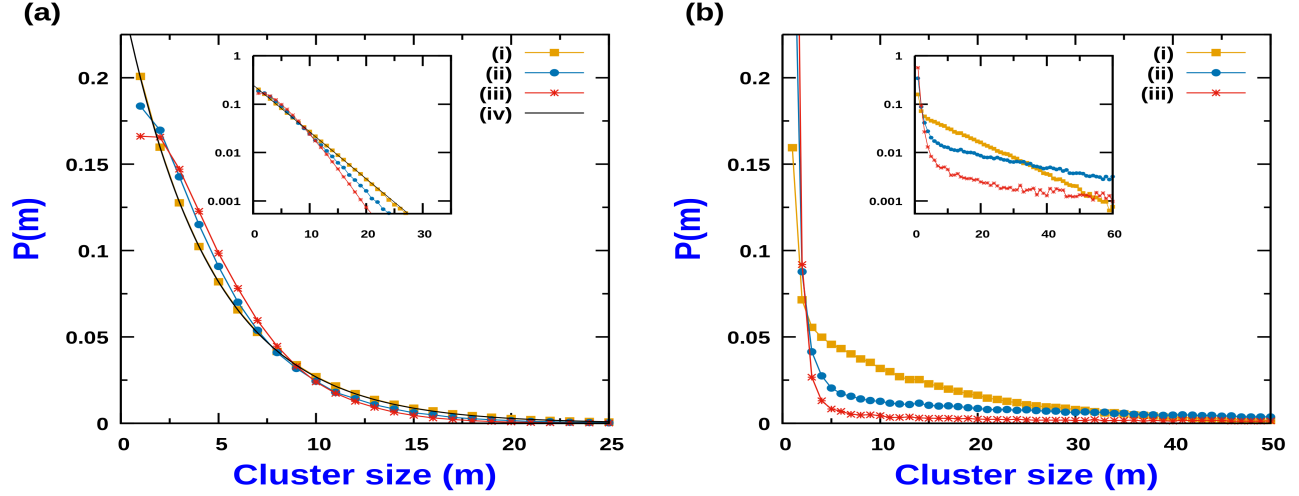 (a)
P(m)
0.2
0.15
0.1
0.05
0
0 5 10 15 20 25
Cluster size (m)
(i)
(ii)
(iii)
(iv)
1
0.1
0.01
0.001
0 10 20 30
(b)
P(m)
0.2
0.15
0.1
0.05
0
0 10 20 30 40 50
Cluster size (m)
(i)
(ii)
(iii)
1
0.1
0.01
0.001
0 20 40 60